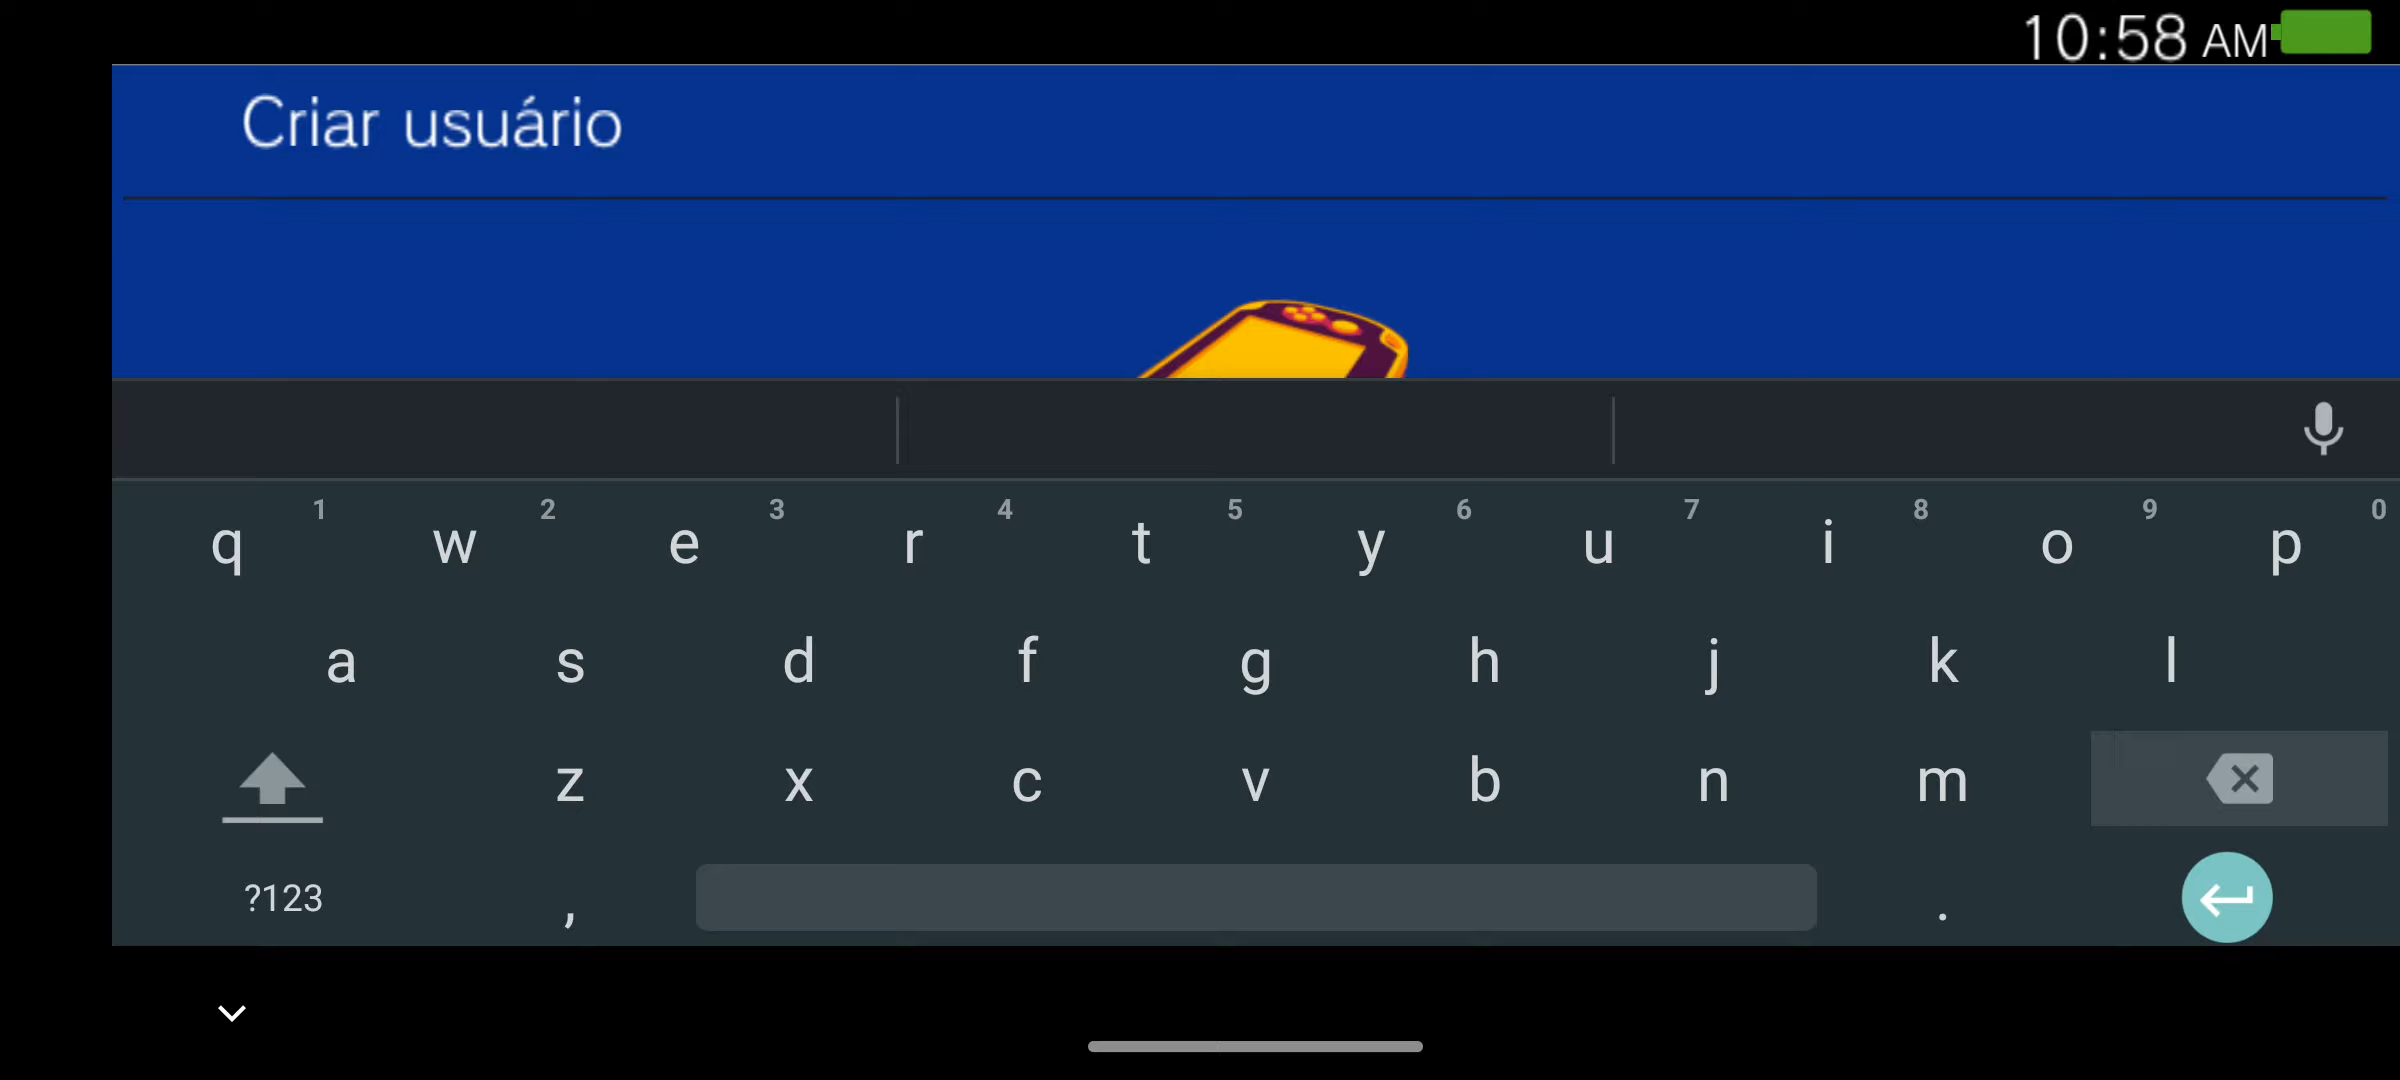 10:58 AM
Criar usuário
q 1 w 2 e 3 r 4 t 5 y 6 u 7 i 8 o 9 p 0
a s d f g h j k l
z x c v b n m
?123 , .